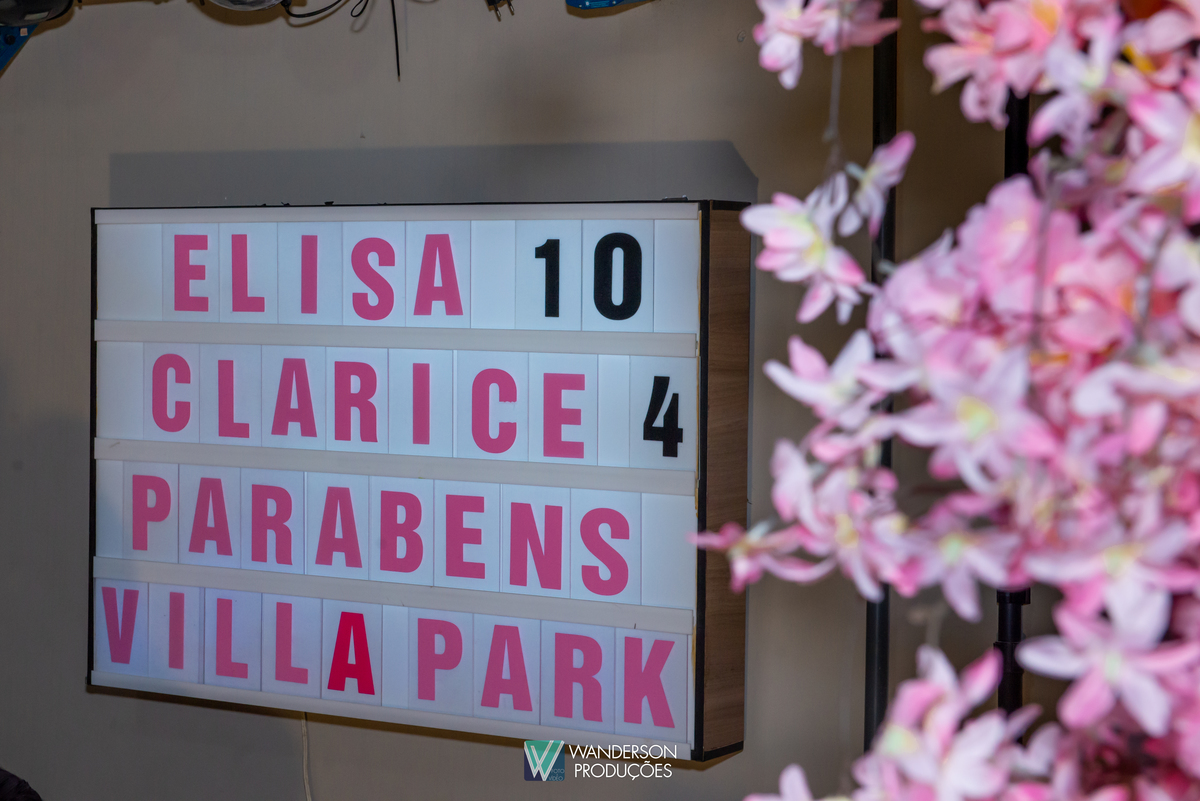 ELISA 10
CLARICE 4
PARABENS
VILLA PARK
WANDERSON
PRODUÇÕES